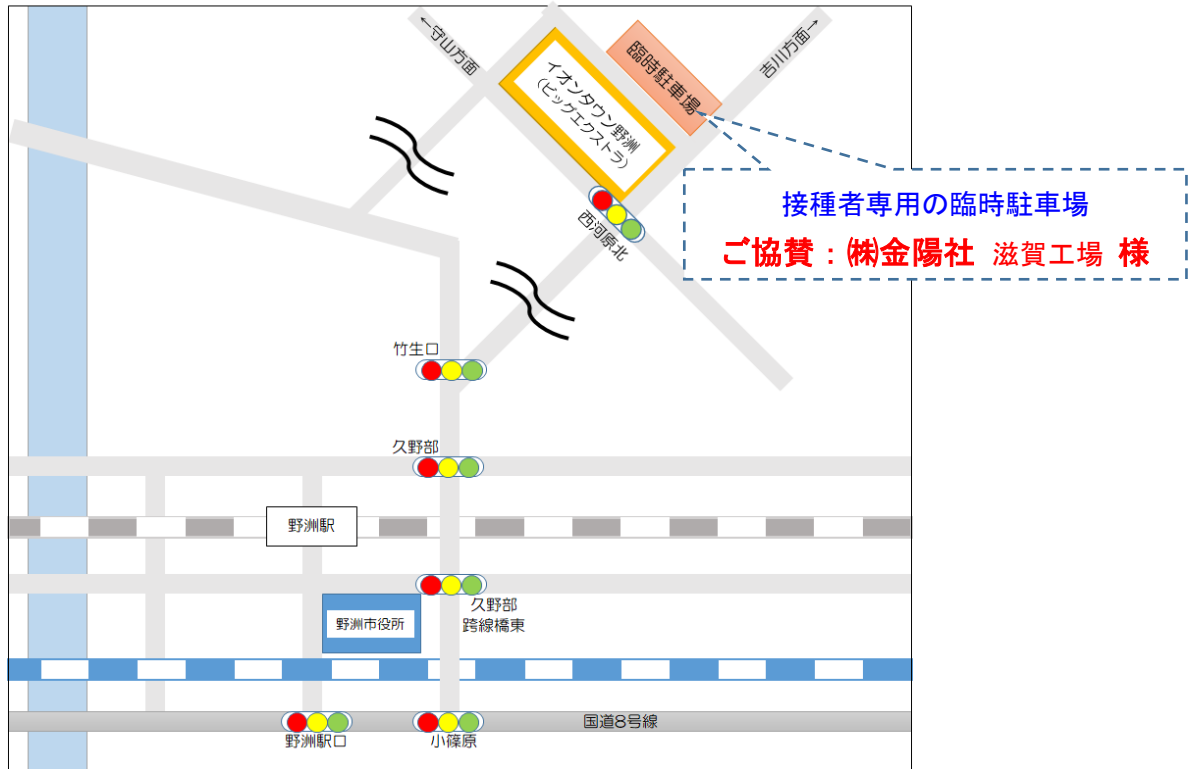 ←守山方面
吉川方面→
臨時駐車場
イオンタウン野洲
(ビッグエクストラ)
西河原北
接種者専用の臨時駐車場
ご協賛：㈱金陽社 滋賀工場 様
竹生口
久野部
野洲駅
久野部
跨線橋東
野洲市役所
国道8号線
野洲駅口
小篠原